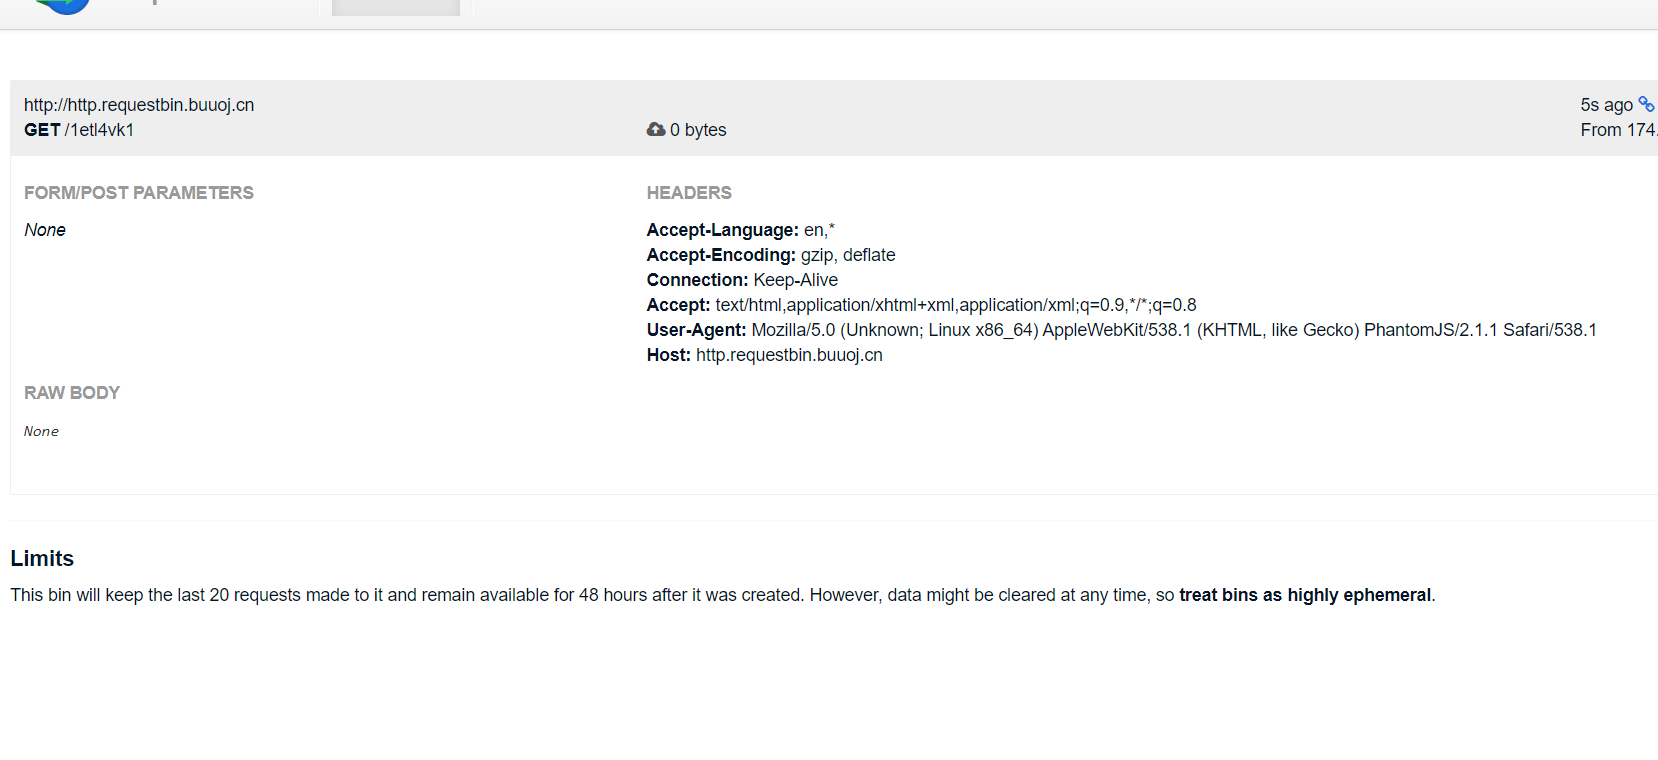 http://http.requestbin.buuoj.cn
GET /1etl4vk1
0 bytes
5s ago
From 174.
FORM/POST PARAMETERS
None
HEADERS
Accept-Language: en,*
Accept-Encoding: gzip, deflate
Connection: Keep-Alive
Accept: text/html,application/xhtml+xml,application/xml;q=0.9,*/*;q=0.8
User-Agent: Mozilla/5.0 (Unknown; Linux x86_64) AppleWebKit/538.1 (KHTML, like Gecko) PhantomJS/2.1.1 Safari/538.1
Host: http.requestbin.buuoj.cn
RAW BODY
None
Limits
This bin will keep the last 20 requests made to it and remain available for 48 hours after it was created. However, data might be cleared at any time, so treat bins as highly ephemeral.